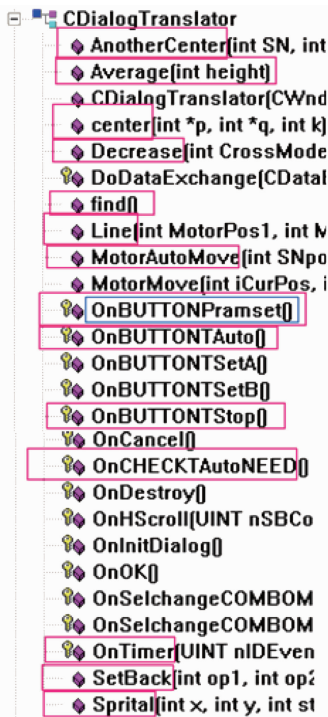 CDialogTranslator
AnotherCenter(int SN, int
Average(int height)
CDialogTranslator(CWnd
center(int *p, int *q, int k)
Decrease(int CrossMode
DoDataExchange(CDataE
find()
Line(int MotorPos1, int M
MotorAutoMove(int SNpo
MotorMove(int iCurPos, i
OnBUTTONPramset()
OnBUTTONTAuto()
OnBUTTONTSetA()
OnBUTTONTSetB()
OnBUTTONTStop()
OnCancel()
OnCHECKTAutoNEED()
OnDestroy()
OnHScroll(UINT nSBCo
OnInitDialog()
OnOK()
OnSelchangeCOMBOM
OnSelchangeCOMBOM
OnTimer(UINT nIDEven
SetBack(int op1, int op2
Sprital(int x, int y, int st